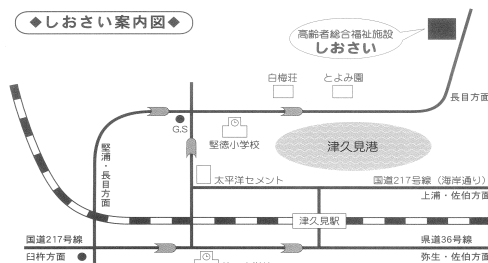 ◆しおさい案内図◆
高齢者総合福祉施設
しおさい
白梅荘
とよみ園
長目方面
G.S
堅徳小学校
津久見港
堅浦・長目方面
太平洋セメント
国道217号線（海岸通り）
上浦・佐伯方面
津久見駅
国道217号線
県道36号線
臼杵方面
弥生・佐伯方面